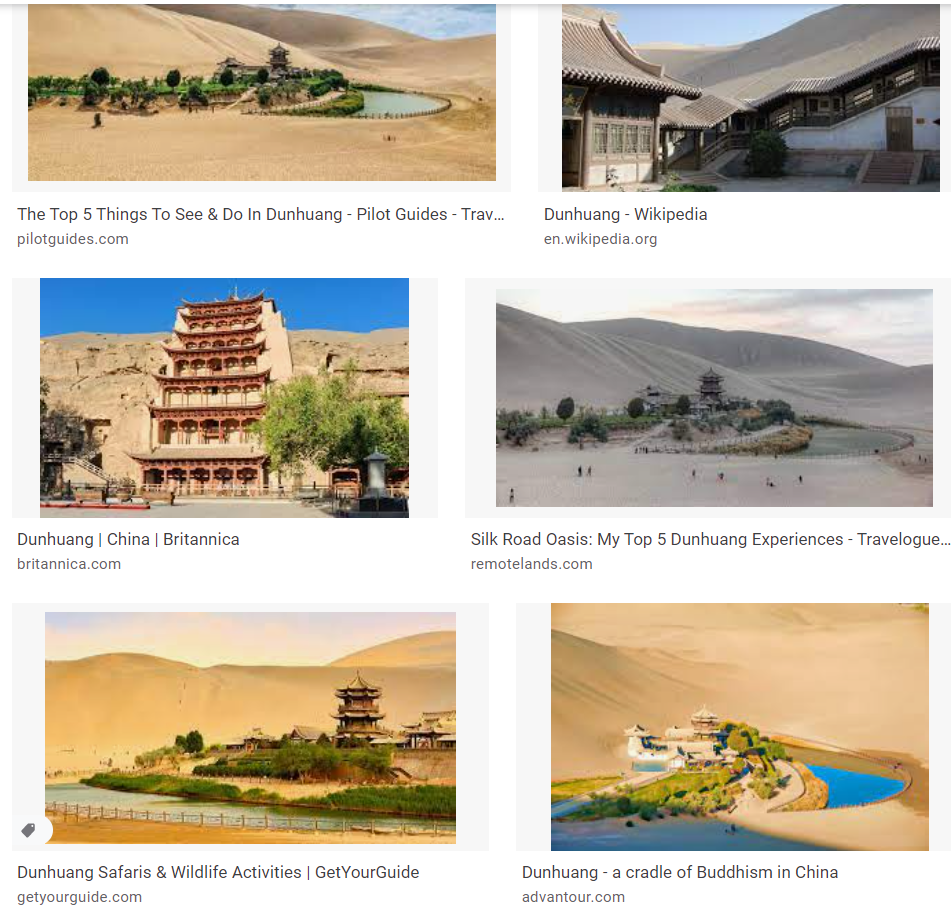 The Top 5 Things To See & Do In Dunhuang - Pilot Guides - Trav...
pilotguides.com
Dunhuang - Wikipedia
en.wikipedia.org
Dunhuang | China | Britannica
britannica.com
Silk Road Oasis: My Top 5 Dunhuang Experiences - Travelogue...
remotelands.com
Dunhuang Safaris & Wildlife Activities | GetYourGuide
getyourguide.com
Dunhuang - a cradle of Buddhism in China
advantour.com